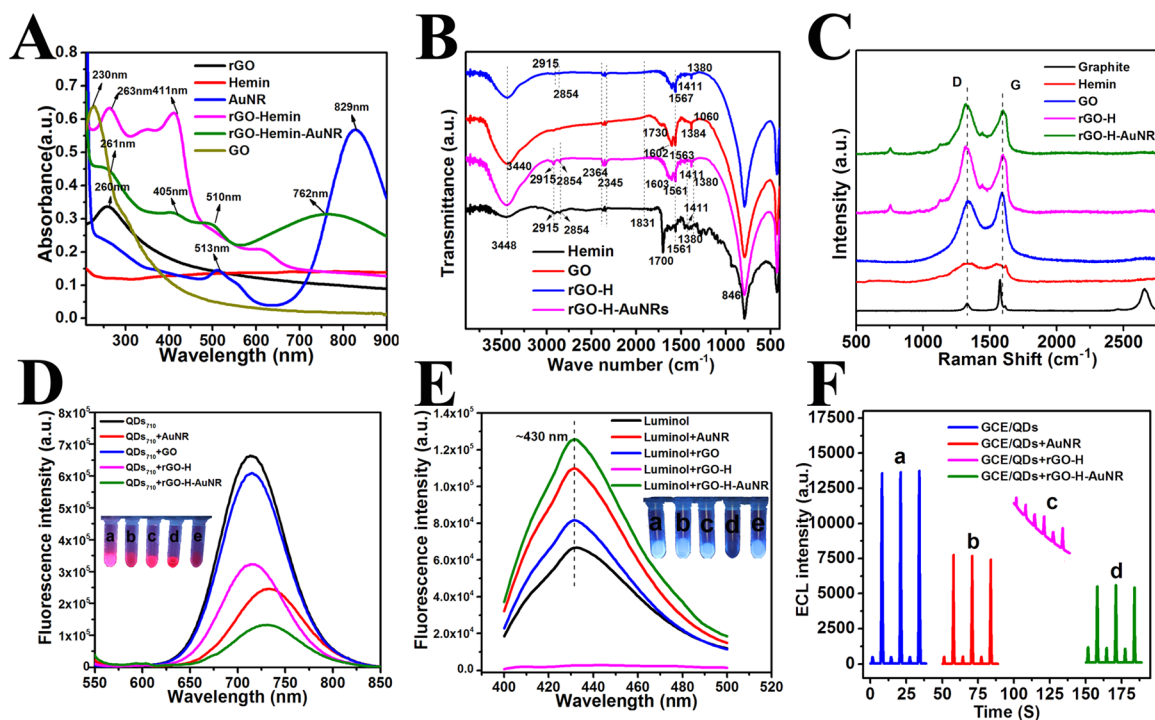 A
0.8
0.7
0.6
0.5
0.4
0.3
0.2
0.1
0.0
Absorbance(a.u.)
230nm
263nm
411nm
261nm
260nm
405nm
510nm
513nm
762nm
829nm
rGO
Hemin
AuNR
rGO-Hemin
rGO-Hemin-AuNR
GO
300 400 500 600 700 800 900
Wavelength (nm)
B
Transmittance (a.u.)
2915
2854
1380
1411
1567
1730
1060
1384
1602
1563
3440
2915
2854
2364
2345
1603
1561
1411
1380
3448
2915
2854
1831
1700
1561
1380
1411
846
Hemin
GO
rGO-H
rGO-H-AuNRs
3500 3000 2500 2000 1500 1000 500
Wave number (cm⁻¹)
C
Intensity (a.u.)
D
G
Graphite
Hemin
GO
rGO-H
rGO-H-AuNR
500 1000 1500 2000 2500
Raman Shift (cm⁻¹)
D
Fluorescence intensity (a.u.)
8x10⁵
7x10⁵
6x10⁵
5x10⁵
4x10⁵
3x10⁵
2x10⁵
1x10⁵
0
QDs₇₁₀
QDs₇₁₀+AuNR
QDs₇₁₀+GO
QDs₇₁₀+rGO-H
QDs₇₁₀+rGO-H-AuNR
a b c d e
550 600 650 700 750 800 850
Wavelength (nm)
E
Fluorescence intensity (a.u.)
1.4x10⁵
1.2x10⁵
1.0x10⁵
8.0x10⁴
6.0x10⁴
4.0x10⁴
2.0x10⁴
0.0
~430 nm
Luminol
Luminol+AuNR
Luminol+rGO
Luminol+rGO-H
Luminol+rGO-H-AuNR
a b c d e
400 420 440 460 480 500 520
Wavelength (nm)
F
ECL intensity (a.u.)
17500
15000
12500
10000
7500
5000
2500
0
GCE/QDs
GCE/QDs+AuNR
GCE/QDs+rGO-H
GCE/QDs+rGO-H-AuNR
a
b
c
d
0 25 50 75 100 125 150 175
Time (S)